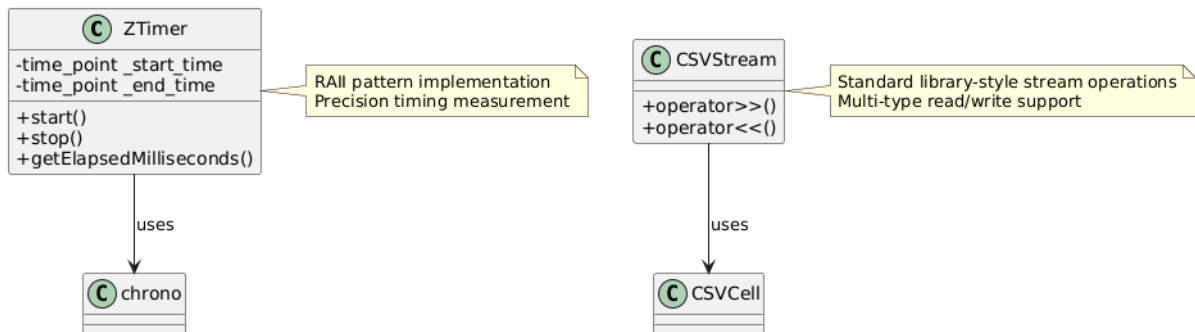 C ZTimer
-time_point _start_time
-time_point _end_time
+start()
+stop()
+getElapsedMilliseconds()
RAII pattern implementation
Precision timing measurement
uses
C chrono
C CSVStream
+operator>>()
+operator<<()
Standard library-style stream operations
Multi-type read/write support
uses
C CSVCell